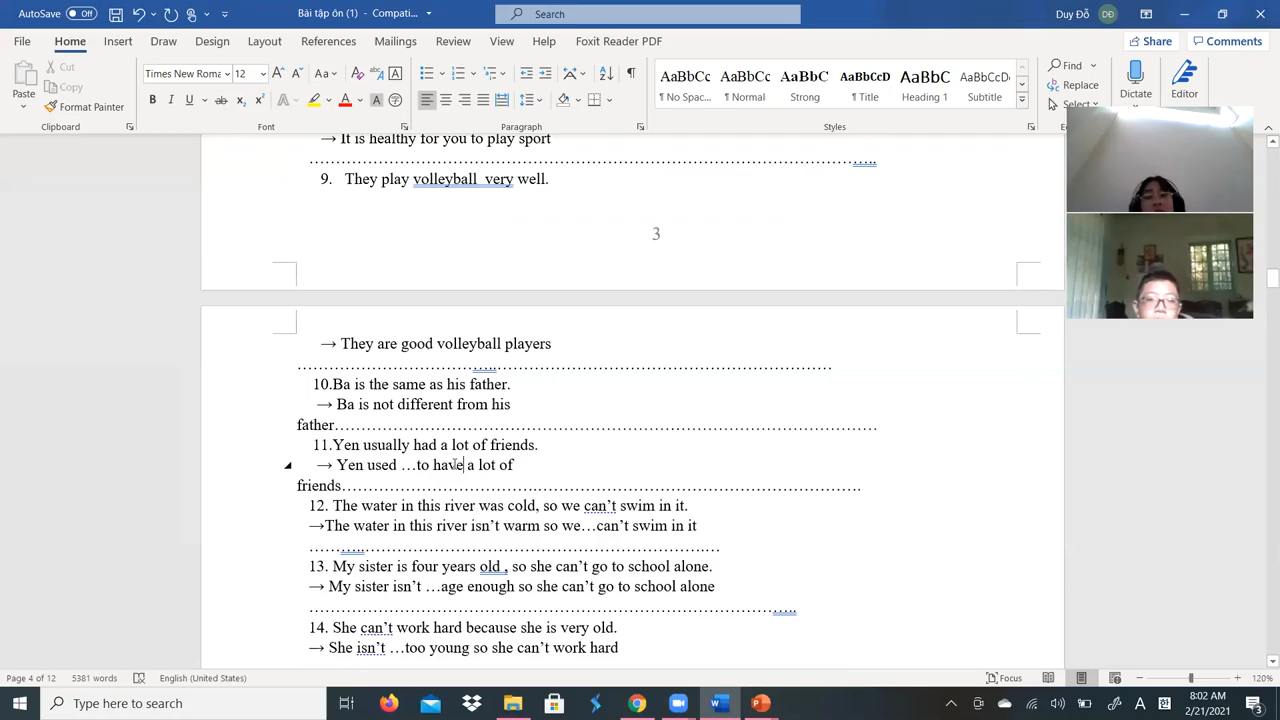 AutoSave Off
Bài tập ôn (1)
Search
Duy Đỗ DĐ
File Home Insert Draw Design Layout References Mailings Review View Help Foxit Reader PDF
Share Comments
Paste Cut Copy Format Painter
Times New Roma 12
AaBbCc AaBbCc AaBbC AaBbCcD AaBbC AaBbCcD
¶ No Spac... ¶ Normal Strong ¶ Title Heading 1 Subtitle
Find Replace Select
Dictate Editor
Clipboard Font Paragraph Styles Voice Editor
→ It is healthy for you to play sport
9. They play volleyball very well.
3
→ They are good volleyball players
10.Ba is the same as his father.
→ Ba is not different from his
father…………………………………………………………………………
11.Yen usually had a lot of friends.
→ Yen used …to have a lot of
friends……………………………………………………………………….
12. The water in this river was cold, so we can’t swim in it.
→The water in this river isn’t warm so we…can’t swim in it
13. My sister is four years old , so she can’t go to school alone.
→ My sister isn’t …age enough so she can’t go to school alone
14. She can’t work hard because she is very old.
→ She isn’t …too young so she can’t work hard
Page 4 of 12 5381 words English (United States) Focus 120%
Type here to search
8:02 AM
2/21/2021
3